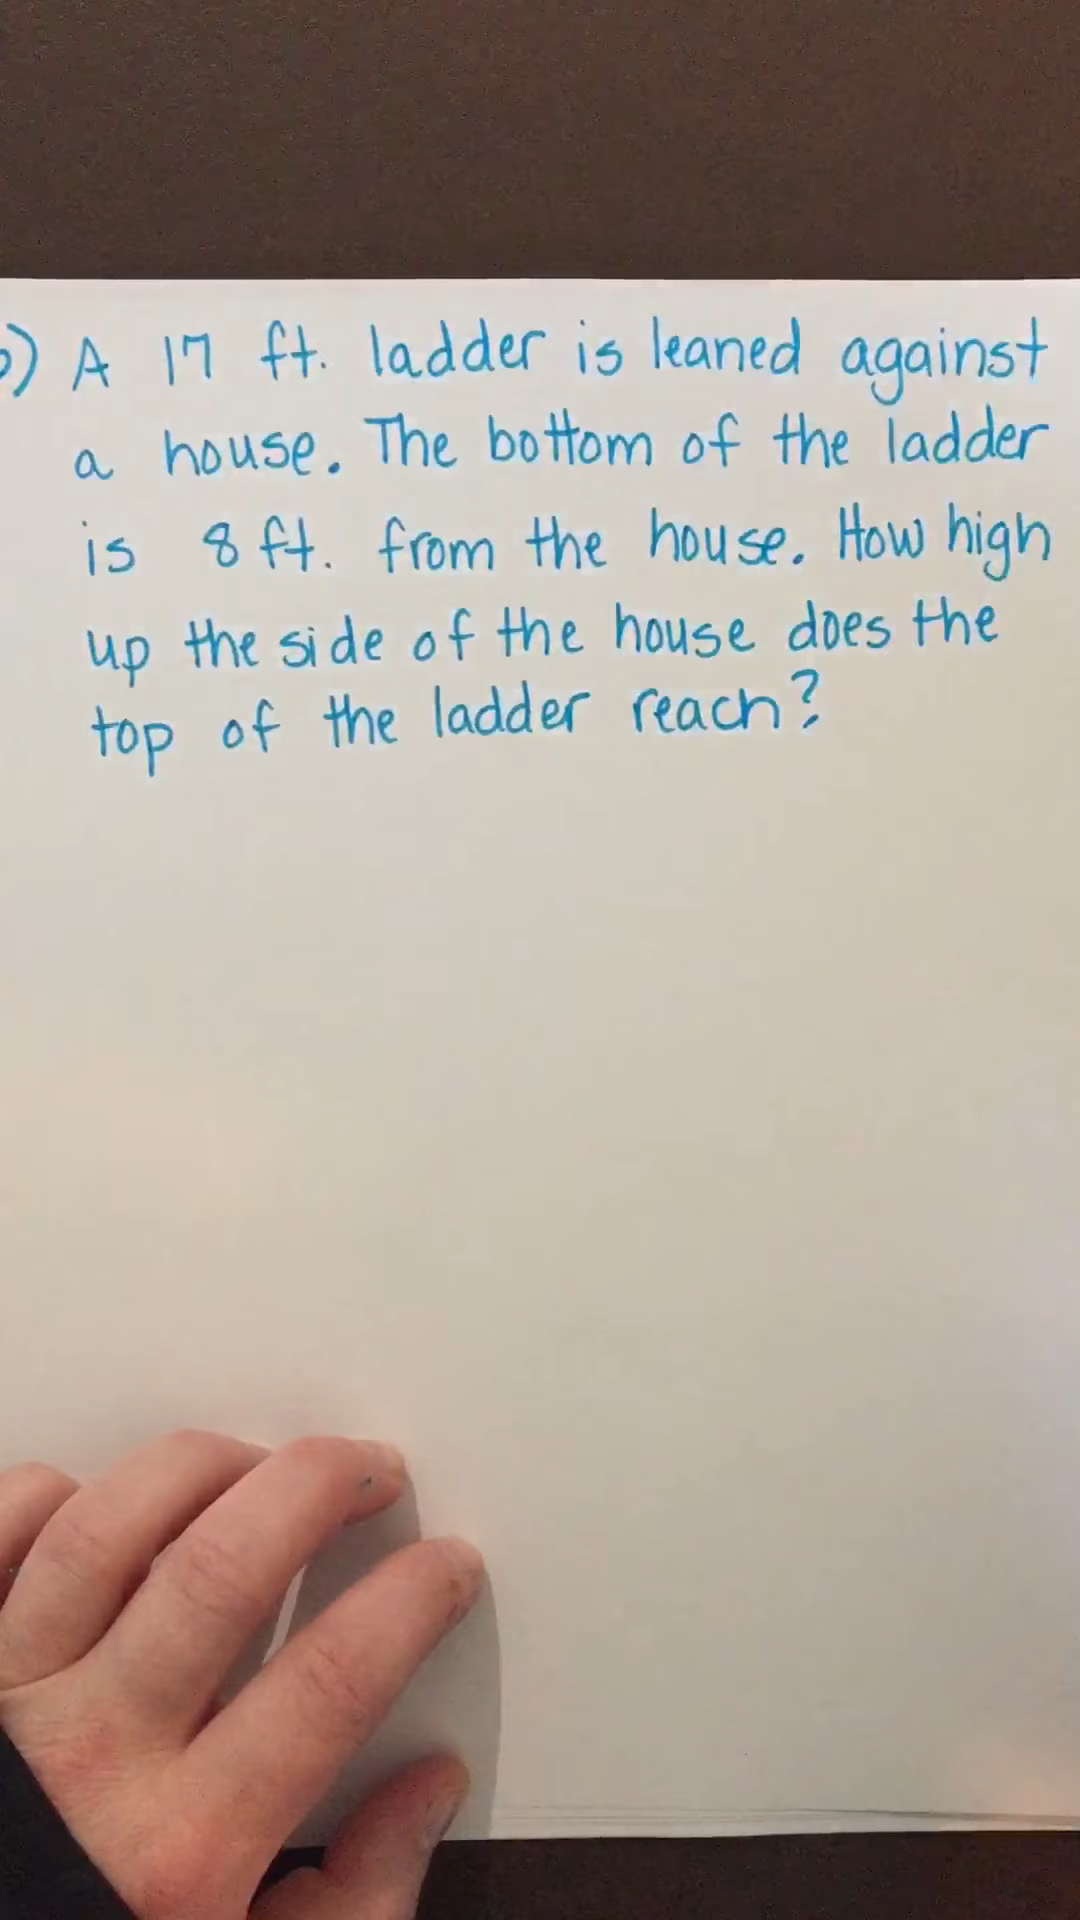 A 17 ft. ladder is leaned against
a house. The bottom of the ladder
is 8 ft. from the house. How high
up the side of the house does the
top of the ladder reach?